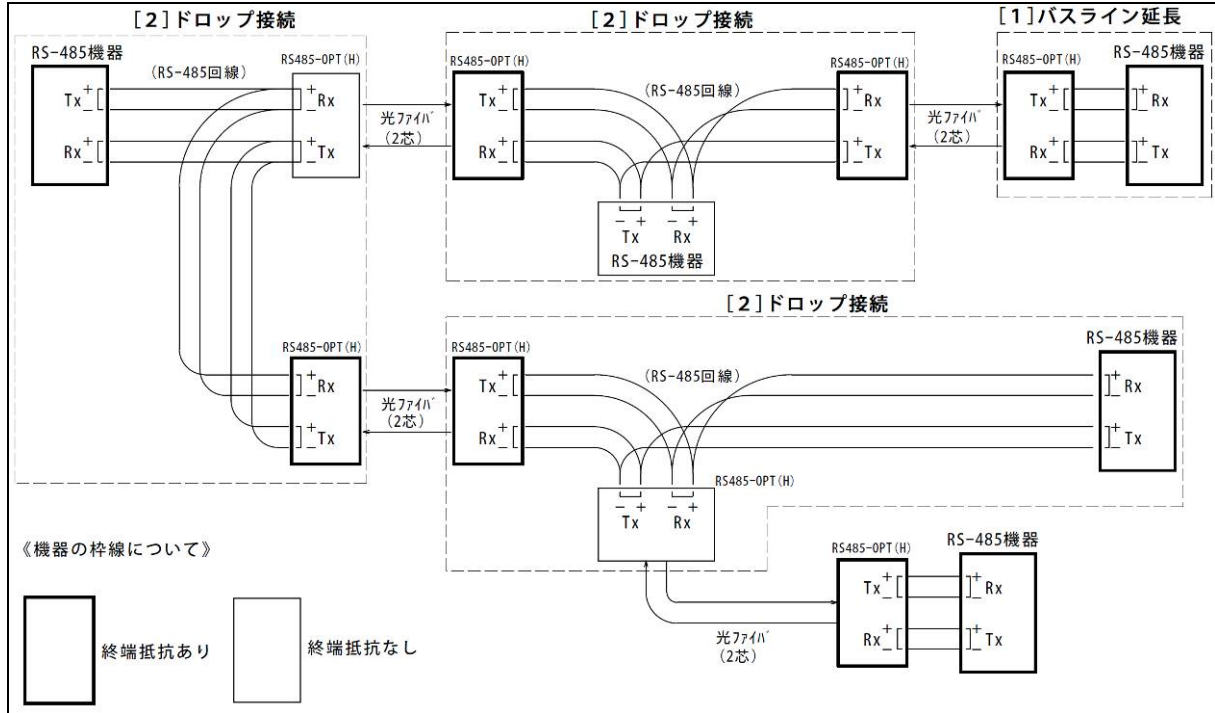 [2]ドロップ接続
[2]ドロップ接続
[1]バスライン延長
RS-485機器
(RS-485回線)
RS485-OPT(H)
Tx + −
+ − Rx
Rx + −
+ − Tx
光ファイバ
(2芯)
RS485-OPT(H)
Tx + −
Rx + −
(RS-485回線)
RS485-OPT(H)
+ − Rx
+ − Tx
− + − +
Tx Rx
RS-485機器
光ファイバ
(2芯)
RS485-OPT(H)
RS-485機器
Tx + −
+ − Rx
Rx + −
+ − Tx
[2]ドロップ接続
RS485-OPT(H)
+ − Rx
+ − Tx
光ファイバ
(2芯)
RS485-OPT(H)
Tx + −
Rx + −
(RS-485回線)
RS-485機器
+ − Rx
+ − Tx
RS485-OPT(H)
− + − +
Tx Rx
光ファイバ
(2芯)
RS485-OPT(H)
RS-485機器
Tx + −
+ − Rx
Rx + −
+ − Tx
《機器の枠線について》
終端抵抗あり
終端抵抗なし